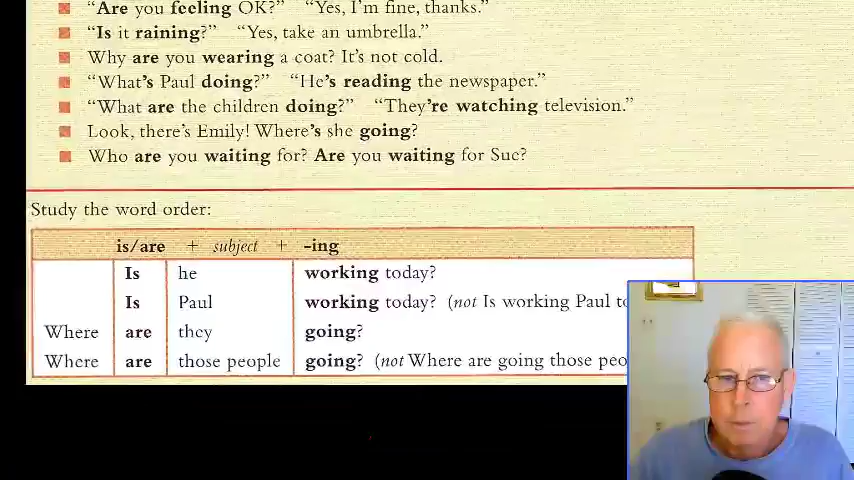 “Are you feeling OK?” “Yes, I’m fine, thanks.”
“Is it raining?” “Yes, take an umbrella.”
Why are you wearing a coat? It’s not cold.
“What’s Paul doing?” “He’s reading the newspaper.”
“What are the children doing?” “They’re watching television.”
Look, there’s Emily! Where’s she going?
Who are you waiting for? Are you waiting for Sue?
Study the word order:
is/are + subject + -ing
Is he working today?
Is Paul working today? (not Is working Paul
Where are they going?
Where are those people going? (not Where are going those